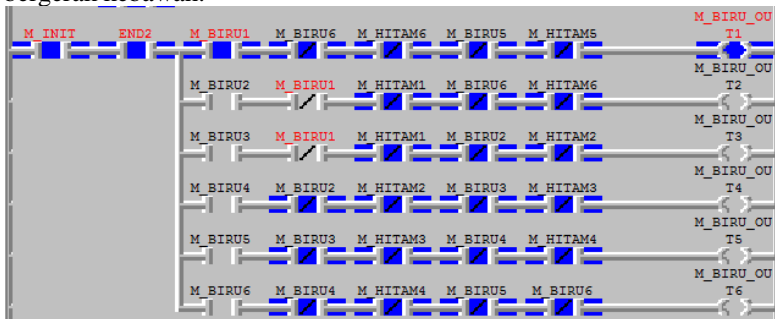 M_BIRU_OU
M_INIT END2 M_BIRU1 M_BIRU6 M_HITAM6 M_BIRU5 M_HITAM5 T1
M_BIRU_OU
M_BIRU2 M_BIRU1 M_HITAM1 M_BIRU6 M_HITAM6 T2
M_BIRU_OU
M_BIRU3 M_BIRU1 M_HITAM1 M_BIRU2 M_HITAM2 T3
M_BIRU_OU
M_BIRU4 M_BIRU2 M_HITAM2 M_BIRU3 M_HITAM3 T4
M_BIRU_OU
M_BIRU5 M_BIRU3 M_HITAM3 M_BIRU4 M_HITAM4 T5
M_BIRU_OU
M_BIRU6 M_BIRU4 M_HITAM4 M_BIRU5 M_BIRU6 T6